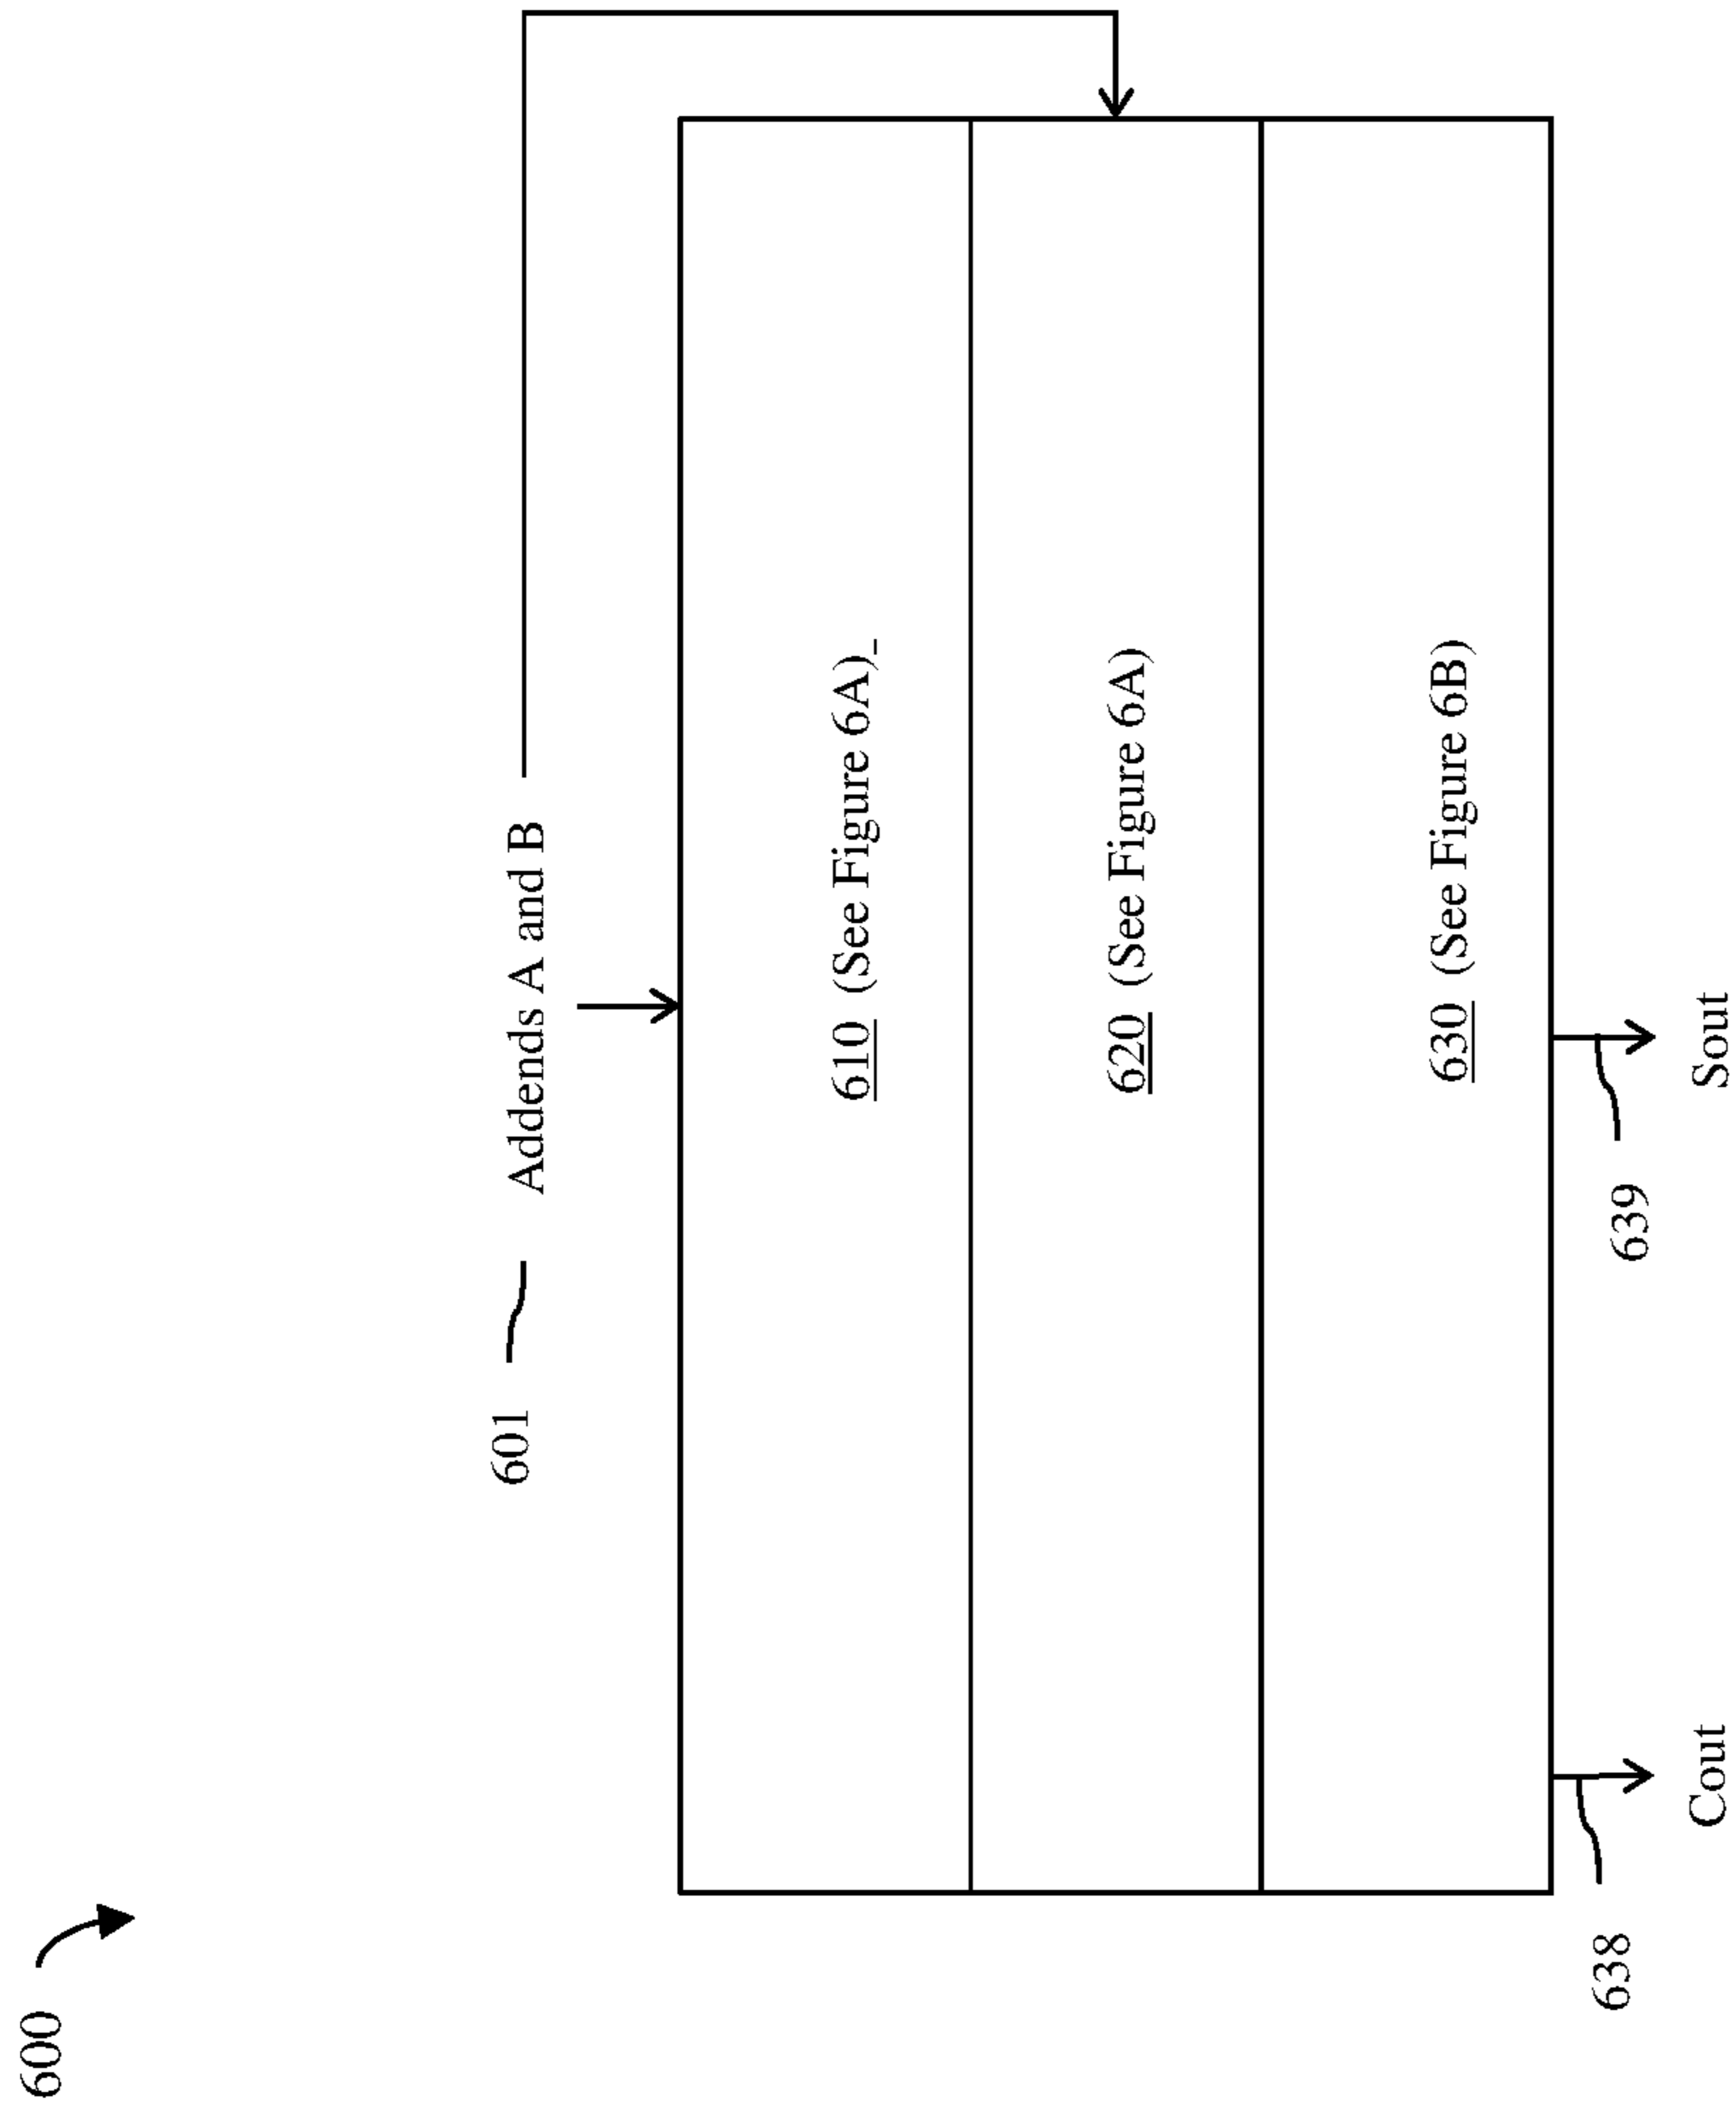 600
601
Addends A and B
610 (See Figure 6A)
620 (See Figure 6A)
630 (See Figure 6B)
638
639
Cout
Sout